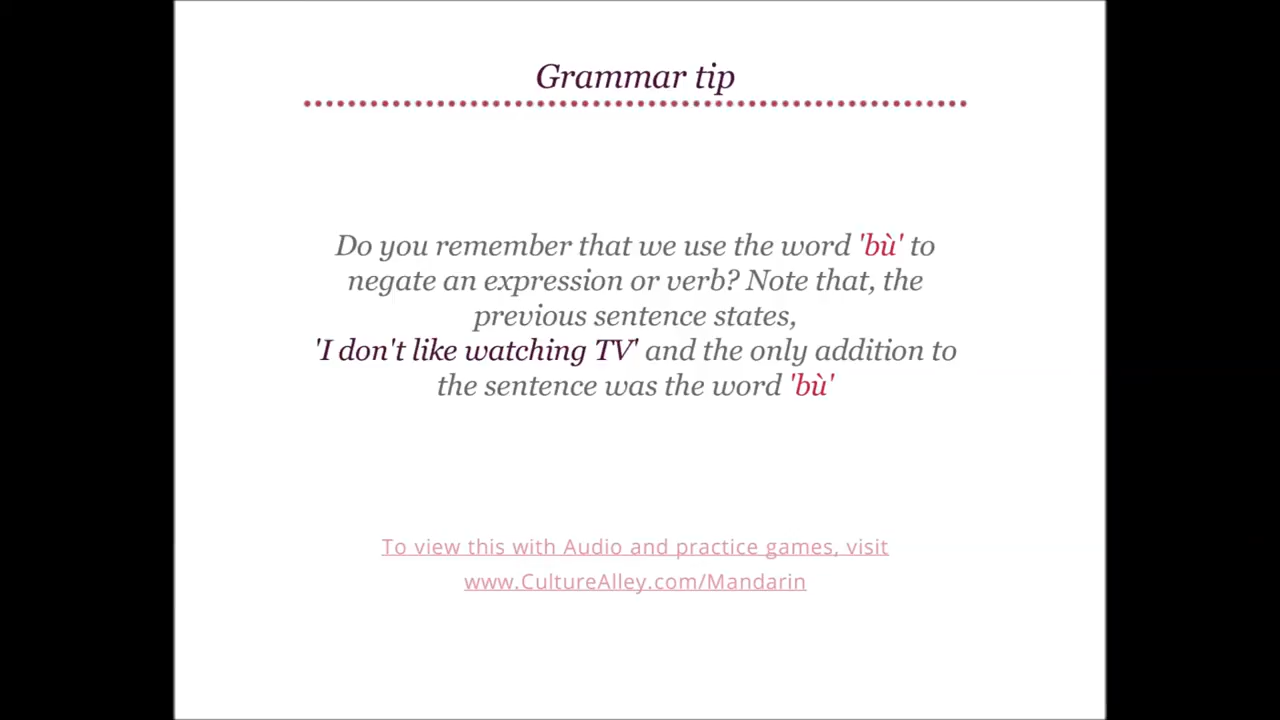 Grammar tip
Do you remember that we use the word 'bù' to
negate an expression or verb? Note that, the
previous sentence states,
'I don't like watching TV' and the only addition to
the sentence was the word 'bù'
To view this with Audio and practice games, visit
www.CultureAlley.com/Mandarin